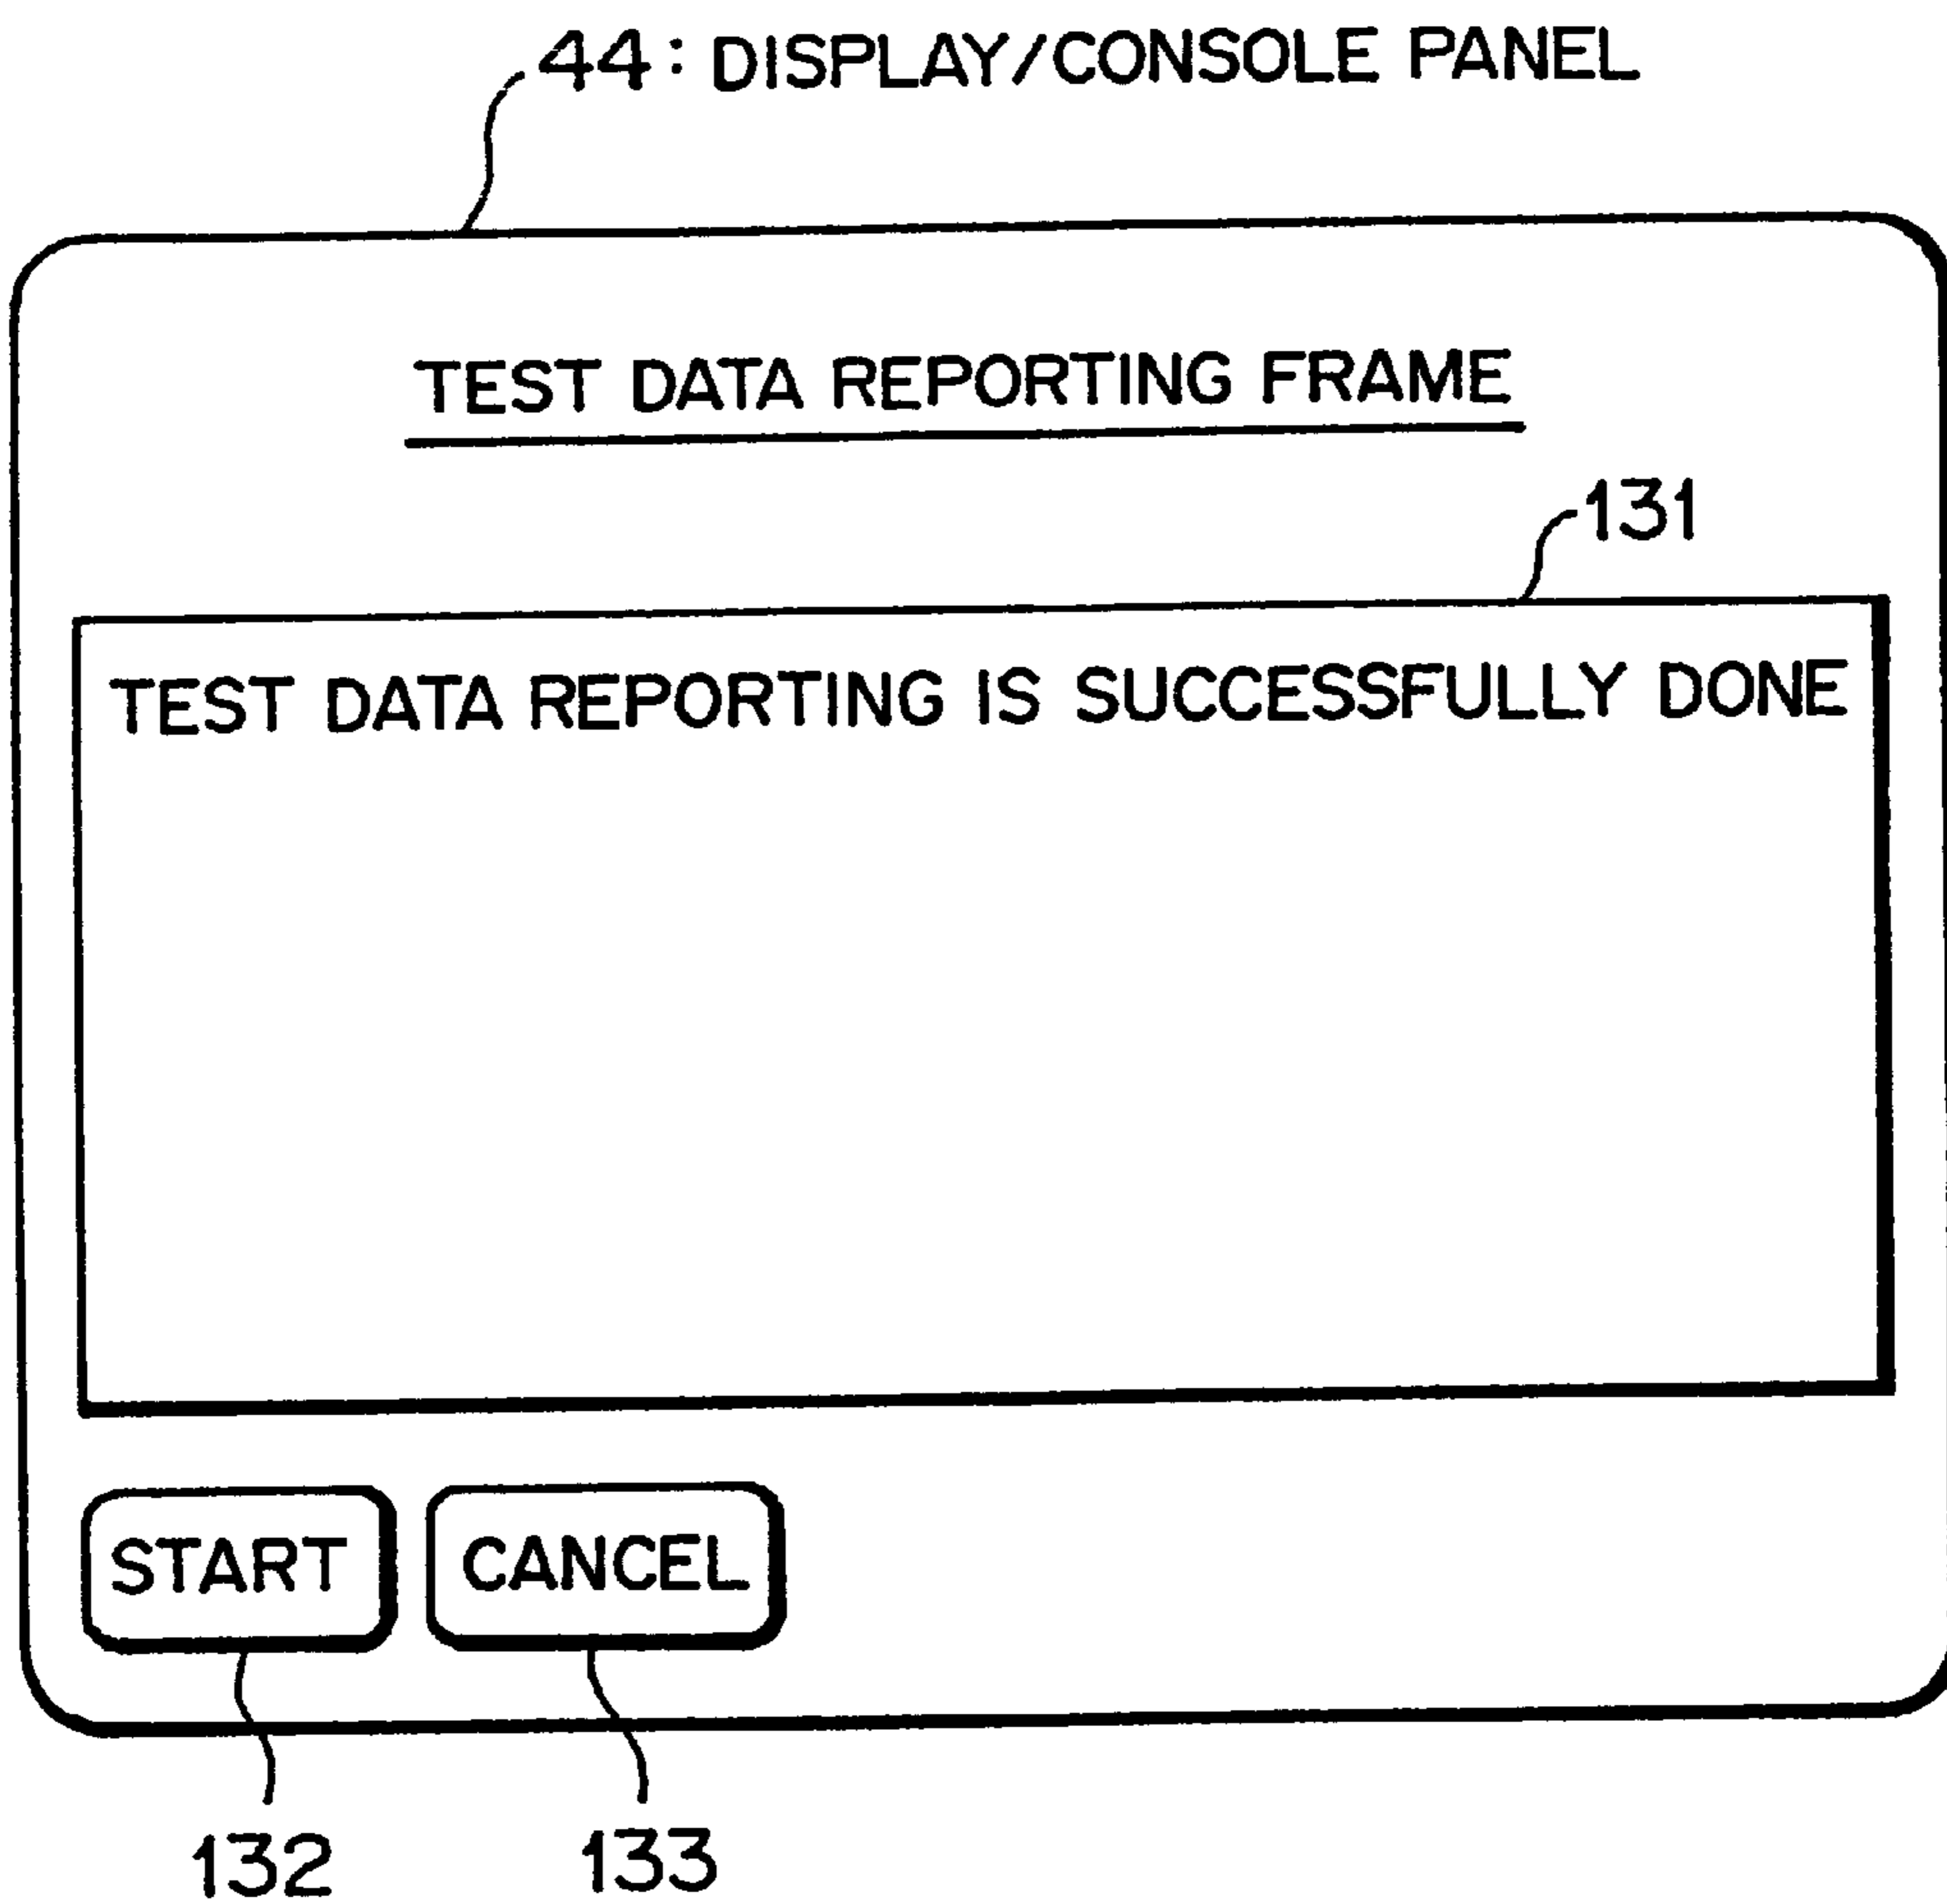 44: DISPLAY/CONSOLE PANEL
TEST DATA REPORTING FRAME
131
TEST DATA REPORTING IS SUCCESSFULLY DONE
START CANCEL
132 133